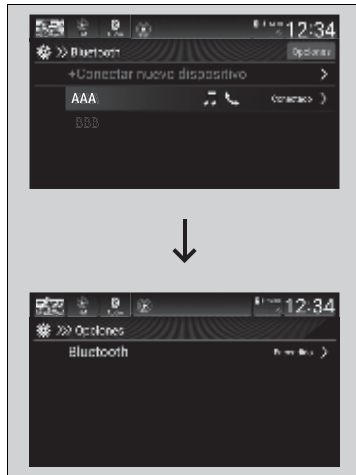 12:34
Bluetooth
Opciones
+Conectar nuevo dispositivo
AAA
Conectado
BBB
12:34
Opciones
Bluetooth